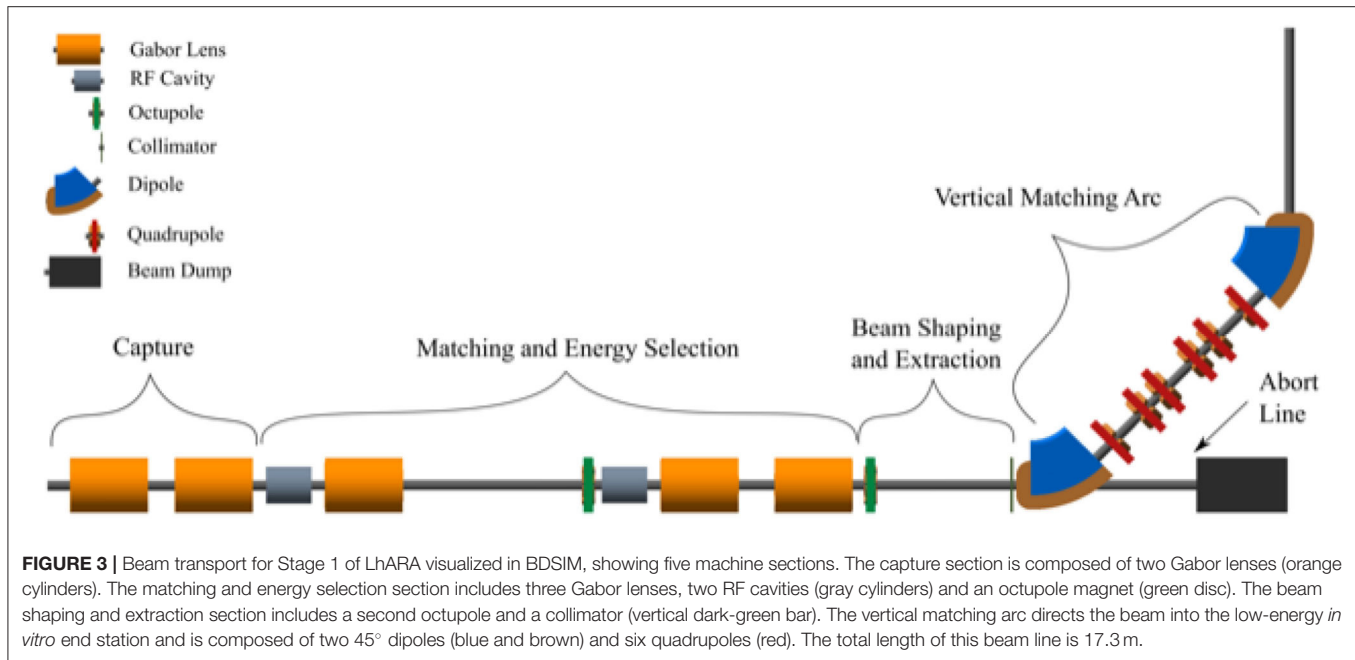 Gabor Lens
RF Cavity
Octupole
Collimator
Dipole
Quadrupole
Beam Dump
Capture
Matching and Energy Selection
Beam Shaping
and Extraction
Vertical Matching Arc
Abort
Line
FIGURE 3 | Beam transport for Stage 1 of LhARA visualized in BDSIM, showing five machine sections. The capture section is composed of two Gabor lenses (orange
cylinders). The matching and energy selection section includes three Gabor lenses, two RF cavities (gray cylinders) and an octupole magnet (green disc). The beam
shaping and extraction section includes a second octupole and a collimator (vertical dark-green bar). The vertical matching arc directs the beam into the low-energy in
vitro end station and is composed of two 45° dipoles (blue and brown) and six quadrupoles (red). The total length of this beam line is 17.3 m.